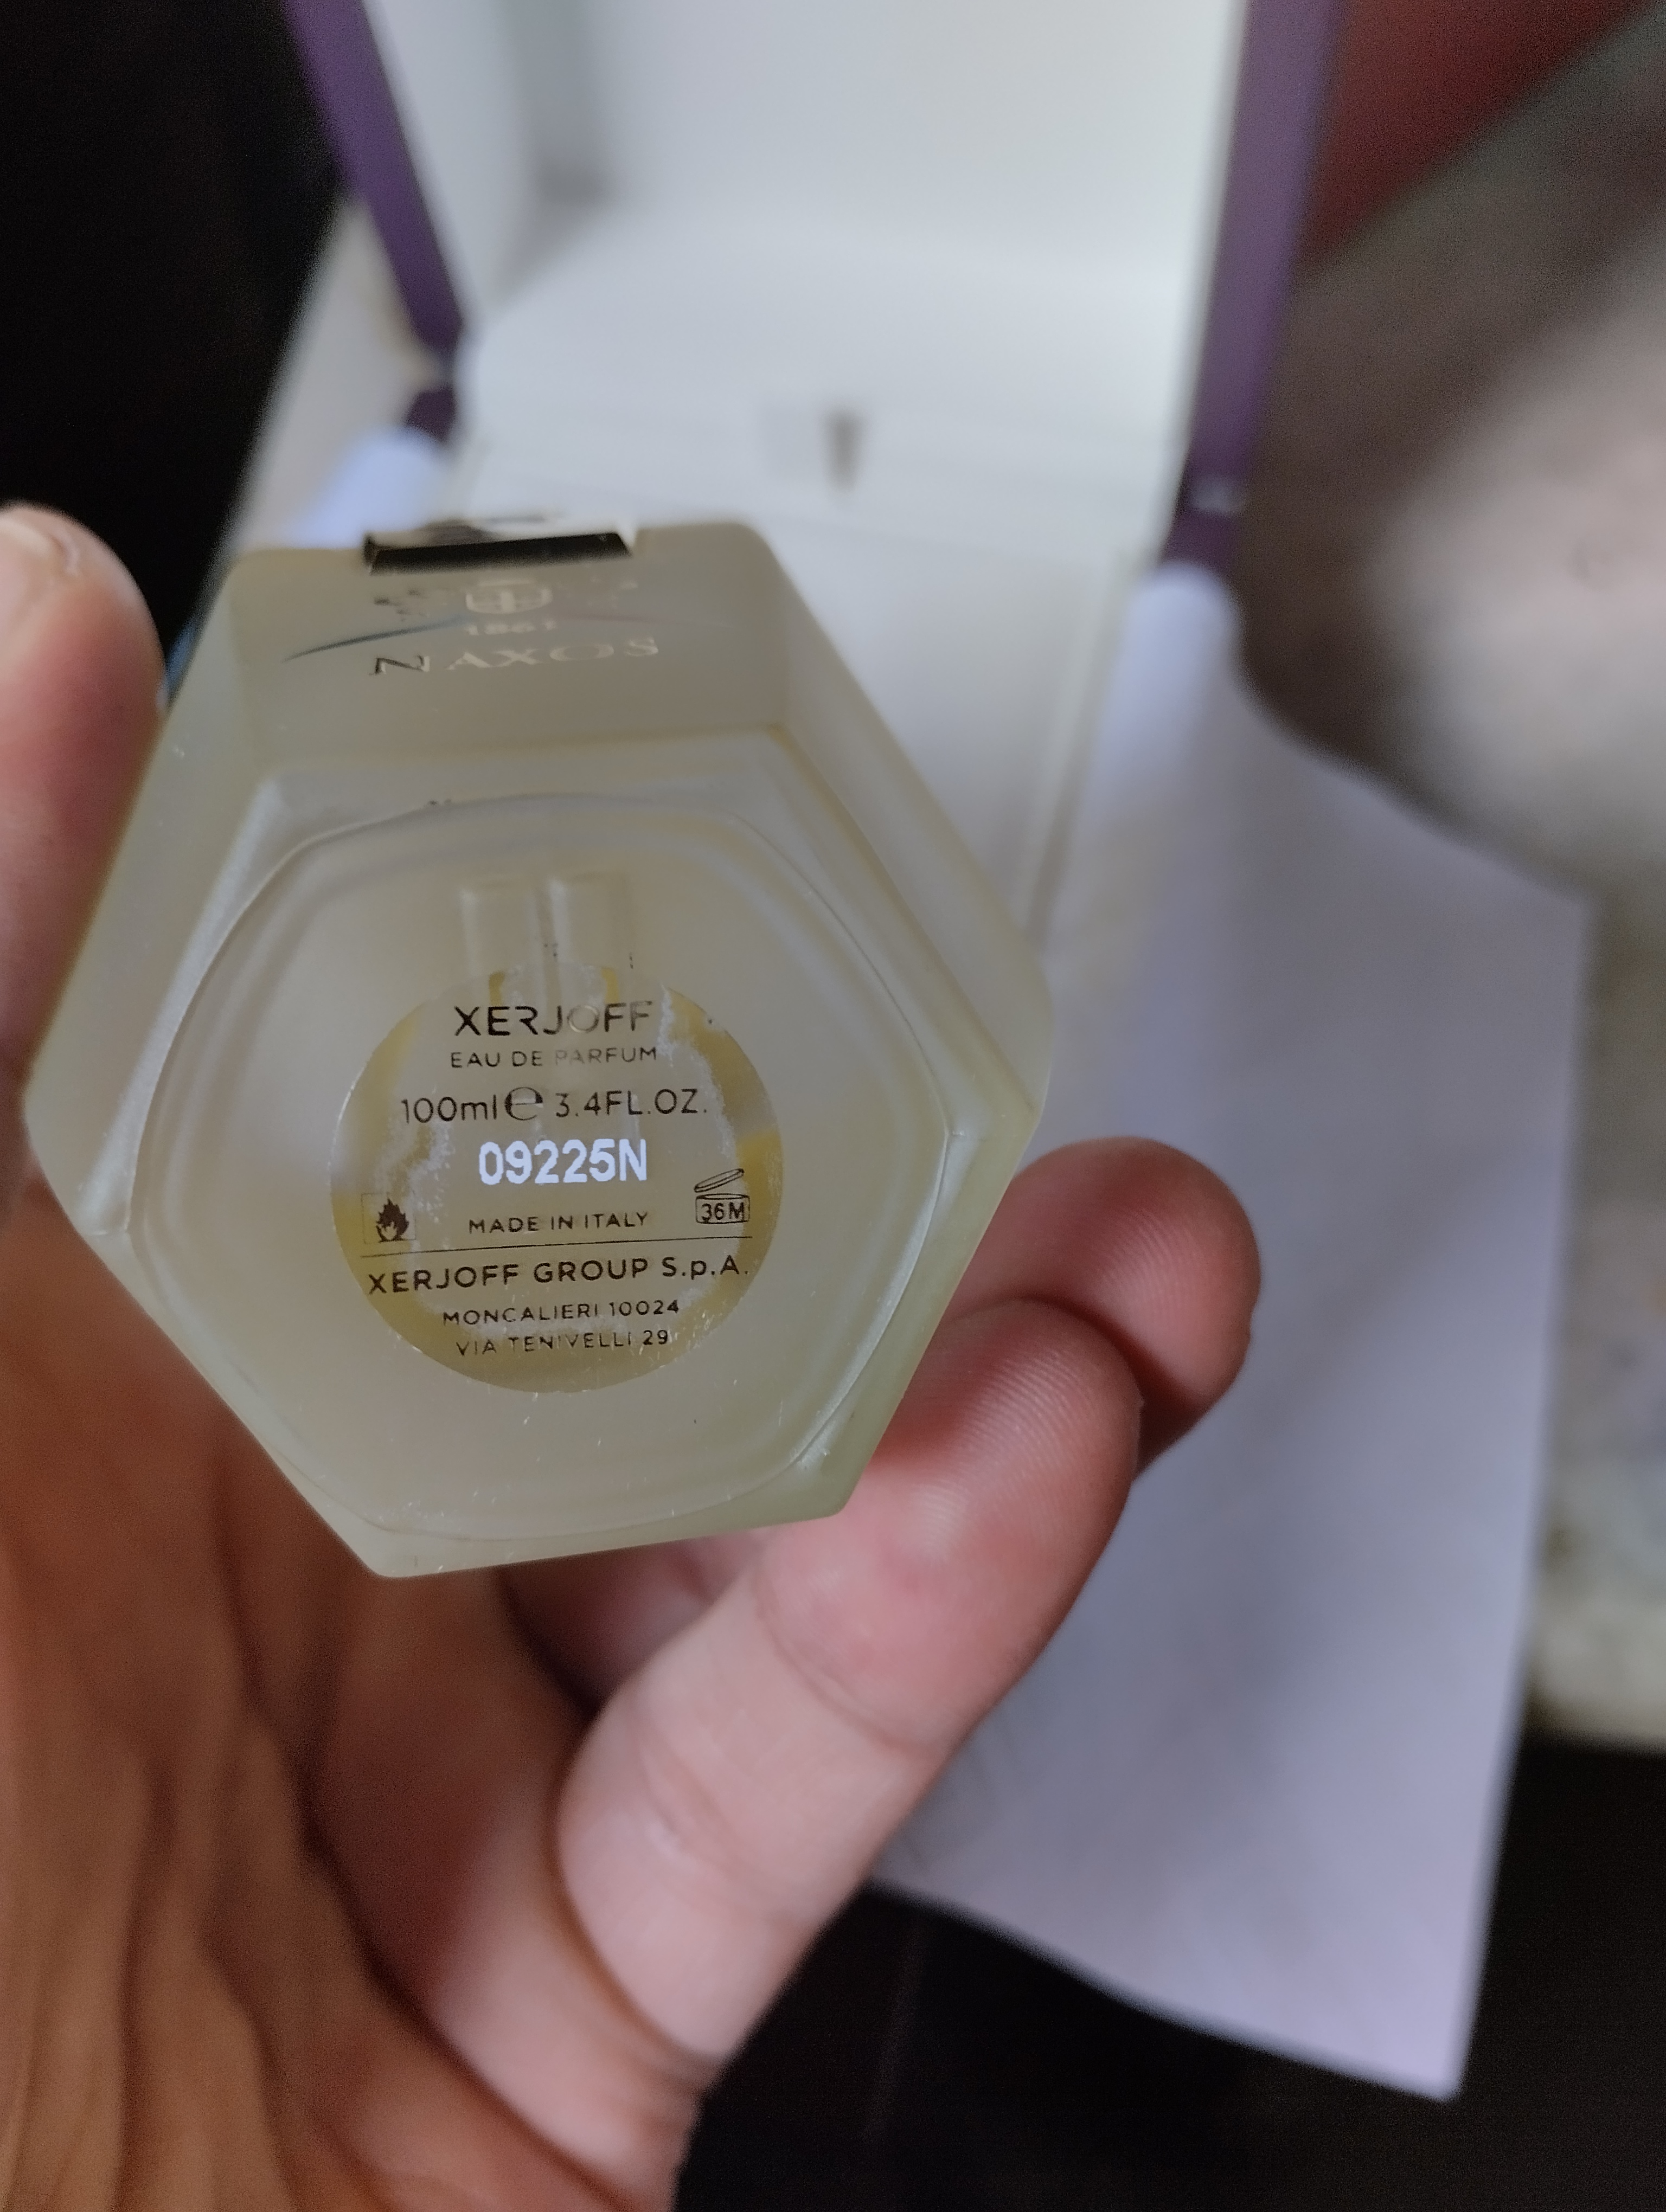 1861
NAXOS
XERJOFF
EAU DE PARFUM
100ml℮ 3.4FL.OZ.
09225N
MADE IN ITALY
36M
XERJOFF GROUP S.p.A.
MONCALIERI 10024
VIA TENIVELLI 29